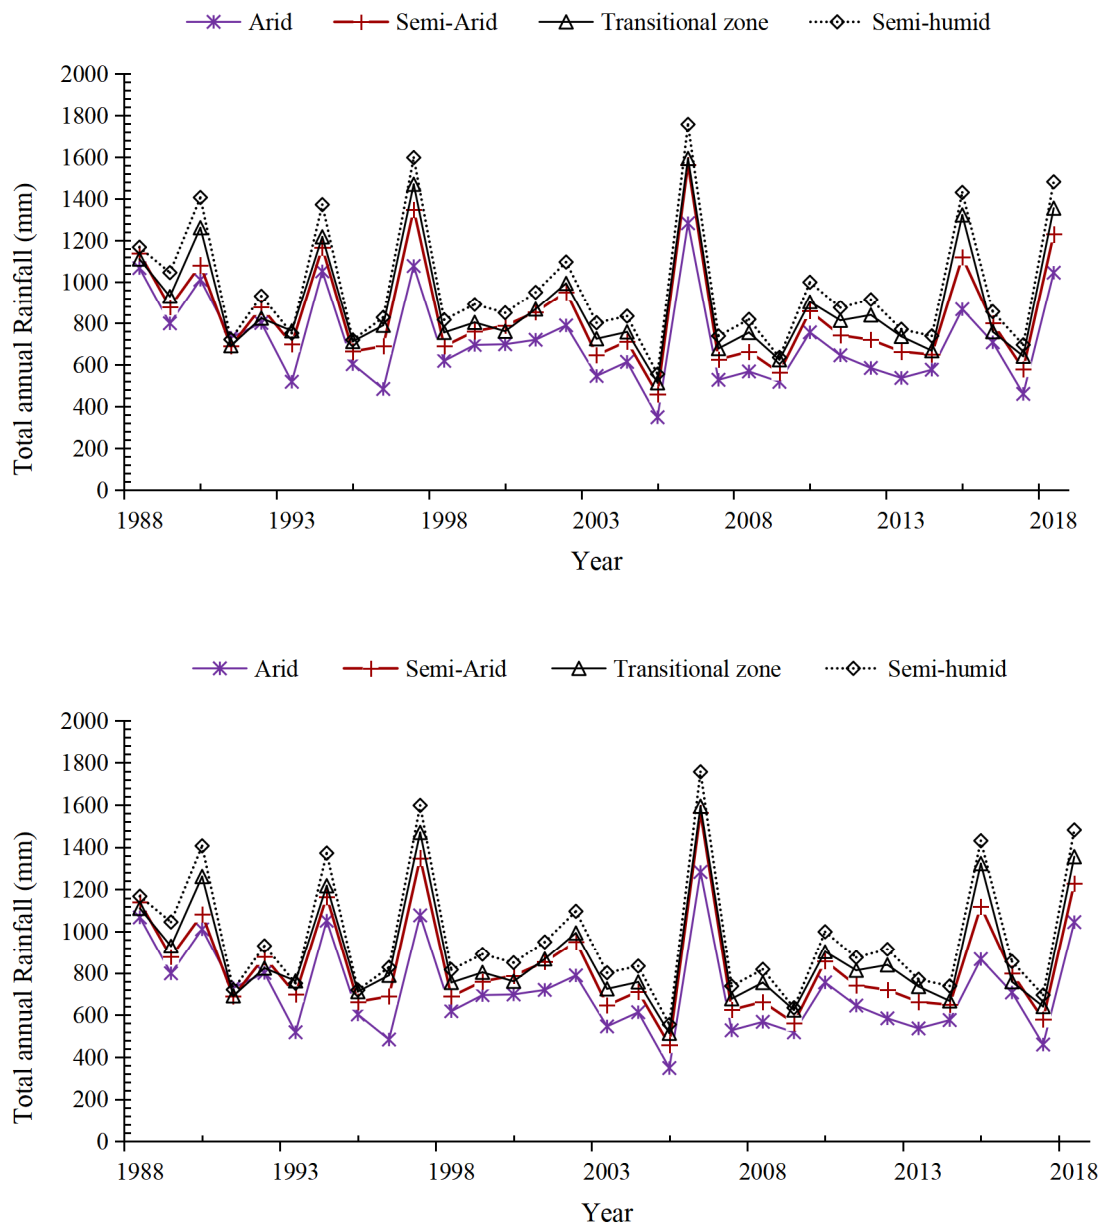 Arid Semi-Arid Transitional zone Semi-humid
Total annual Rainfall (mm)
2000
1800
1600
1400
1200
1000
800
600
400
200
0
1988 1993 1998 2003 2008 2013 2018
Year
Arid Semi-Arid Transitional zone Semi-humid
Total annual Rainfall (mm)
2000
1800
1600
1400
1200
1000
800
600
400
200
0
1988 1993 1998 2003 2008 2013 2018
Year